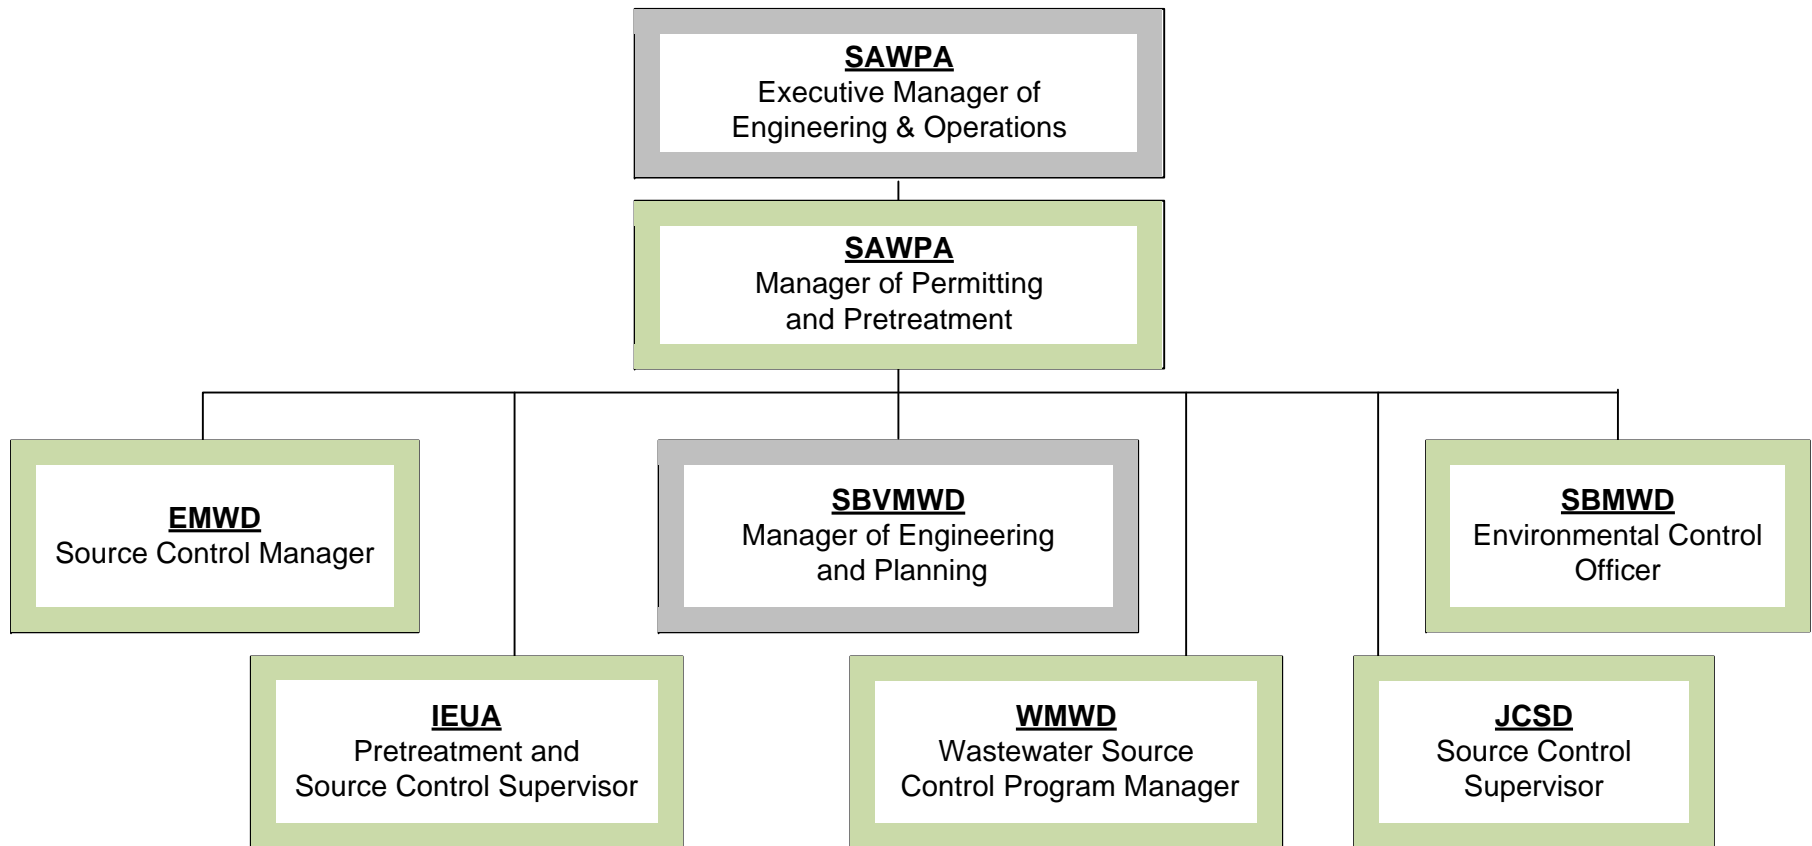 SAWPA
Executive Manager of
Engineering & Operations
SAWPA
Manager of Permitting
and Pretreatment
EMWD
Source Control Manager
SBVMWD
Manager of Engineering
and Planning
SBMWD
Environmental Control
Officer
IEUA
Pretreatment and
Source Control Supervisor
WMWD
Wastewater Source
Control Program Manager
JCSD
Source Control
Supervisor